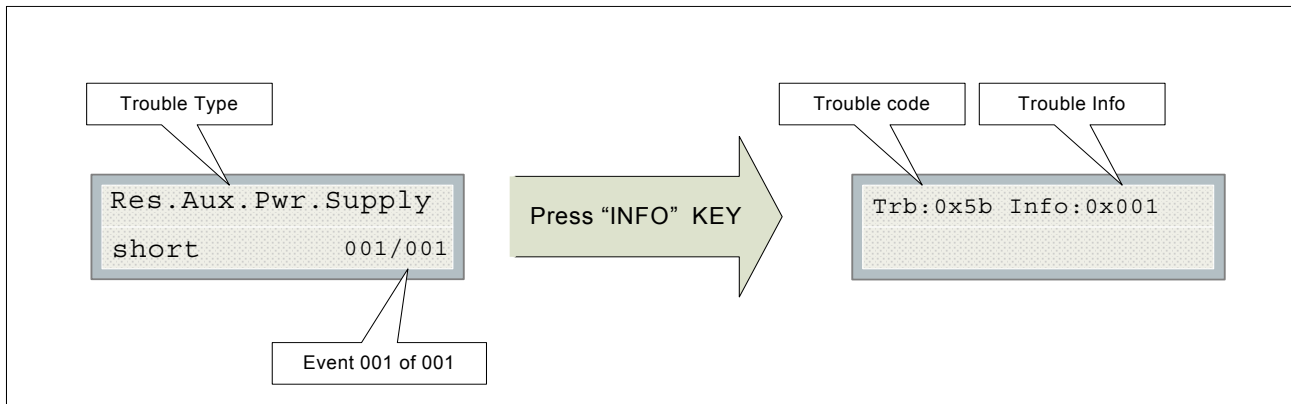 Trouble Type
Res.Aux.Pwr.Supply
short 001/001
Event 001 of 001
Press “INFO” KEY
Trouble code
Trouble Info
Trb:0x5b Info:0x001